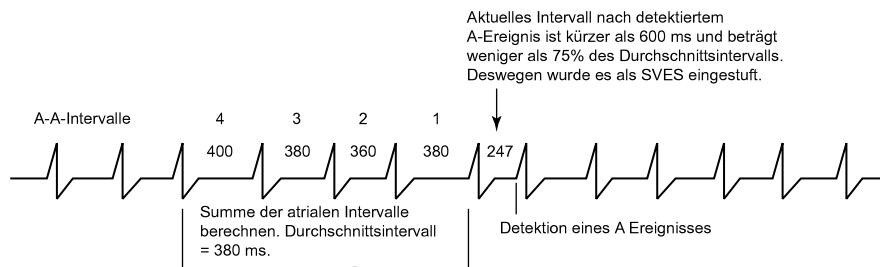 Aktuelles Intervall nach detektiertem
A-Ereignis ist kürzer als 600 ms und beträgt
weniger als 75% des Durchschnittsintervalls.
Deswegen wurde es als SVES eingestuft.
A-A-Intervalle 4 3 2 1
400 380 360 380 247
Summe der atrialen Intervalle
berechnen. Durchschnittsintervall
= 380 ms.
Detektion eines A Ereignisses